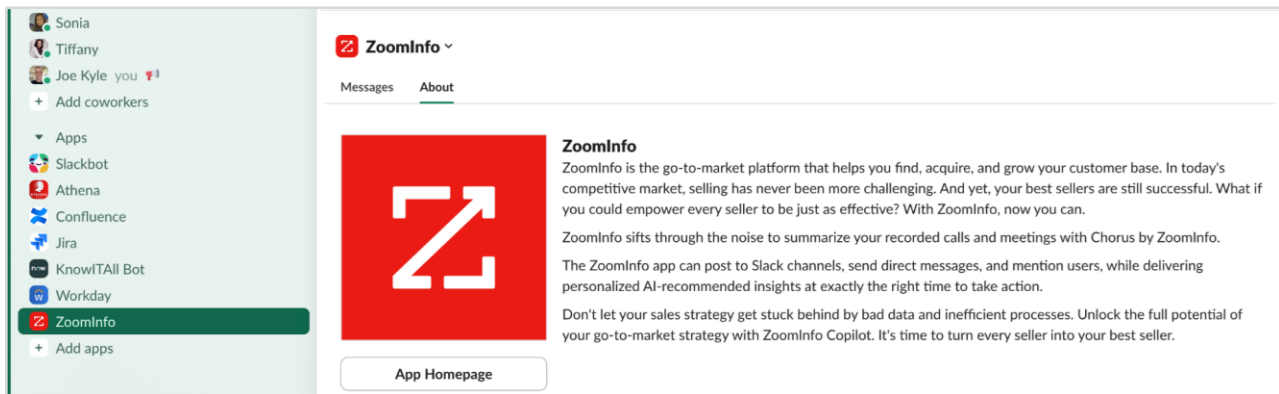 Sonia
Tiffany
Joe Kyle you
+ Add coworkers
Apps
Slackbot
Athena
Confluence
Jira
KnowITAll Bot
Workday
ZoomInfo
+ Add apps
ZoomInfo
Messages About
ZoomInfo
ZoomInfo is the go-to-market platform that helps you find, acquire, and grow your customer base. In today's
competitive market, selling has never been more challenging. And yet, your best sellers are still successful. What if
you could empower every seller to be just as effective? With ZoomInfo, now you can.
ZoomInfo sifts through the noise to summarize your recorded calls and meetings with Chorus by ZoomInfo.
The ZoomInfo app can post to Slack channels, send direct messages, and mention users, while delivering
personalized AI-recommended insights at exactly the right time to take action.
Don't let your sales strategy get stuck behind by bad data and inefficient processes. Unlock the full potential of
your go-to-market strategy with ZoomInfo Copilot. It's time to turn every seller into your best seller.
App Homepage